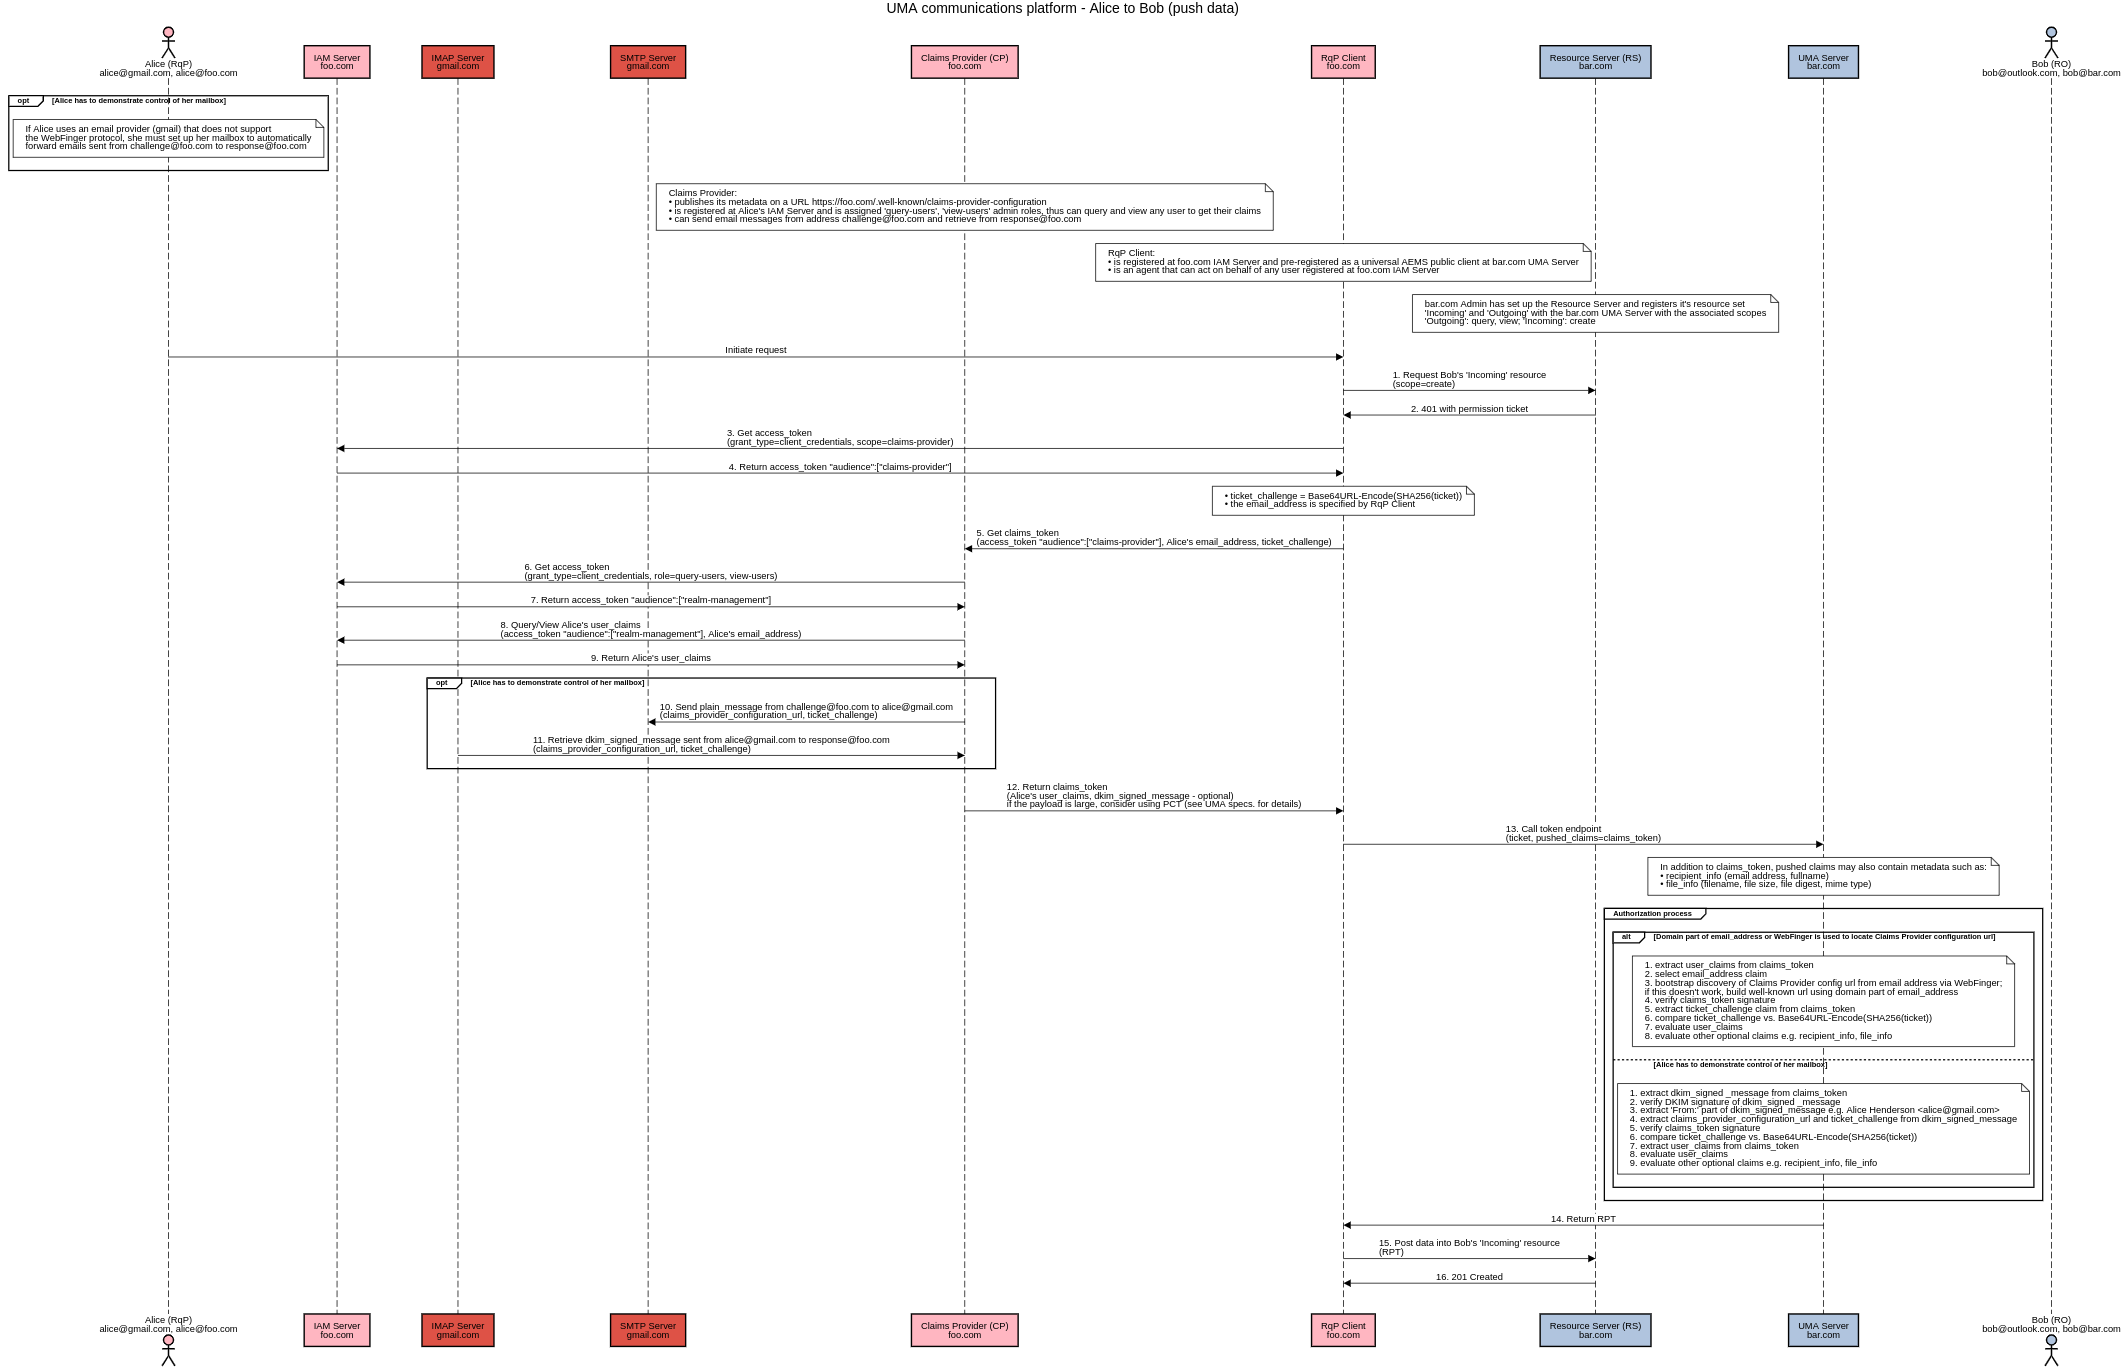 UMA communications platform - Alice to Bob (push data)
Alice (RqP)
alice@gmail.com, alice@foo.com
IAM Server
foo.com
IMAP Server
gmail.com
SMTP Server
gmail.com
Claims Provider (CP)
foo.com
RqP Client
foo.com
Resource Server (RS)
bar.com
UMA Server
bar.com
Bob (RO)
bob@outlook.com, bob@bar.com
opt [Alice has to demonstrate control of her mailbox]
If Alice uses an email provider (gmail) that does not support
the WebFinger protocol, she must set up her mailbox to automatically
forward emails sent from challenge@foo.com to response@foo.com
Claims Provider:
• publishes its metadata on a URL https://foo.com/.well-known/claims-provider-configuration
• is registered at Alice's IAM Server and is assigned 'query-users', 'view-users' admin roles, thus can query and view any user to get their claims
• can send email messages from address challenge@foo.com and retrieve from response@foo.com
RqP Client:
• is registered at foo.com IAM Server and pre-registered as a universal AEMS public client at bar.com UMA Server
• is an agent that can act on behalf of any user registered at foo.com IAM Server
bar.com Admin has set up the Resource Server and registers it's resource set
'Incoming' and 'Outgoing' with the bar.com UMA Server with the associated scopes
'Outgoing': query, view; 'Incoming': create
Initiate request
1. Request Bob's 'Incoming' resource
(scope=create)
2. 401 with permission ticket
3. Get access_token
(grant_type=client_credentials, scope=claims-provider)
4. Return access_token "audience":["claims-provider"]
• ticket_challenge = Base64URL-Encode(SHA256(ticket))
• the email_address is specified by RqP Client
5. Get claims_token
(access_token "audience":["claims-provider"], Alice's email_address, ticket_challenge)
6. Get access_token
(grant_type=client_credentials, role=query-users, view-users)
7. Return access_token "audience":["realm-management"]
8. Query/View Alice's user_claims
(access_token "audience":["realm-management"], Alice's email_address)
9. Return Alice's user_claims
opt [Alice has to demonstrate control of her mailbox]
10. Send plain_message from challenge@foo.com to alice@gmail.com
(claims_provider_configuration_url, ticket_challenge)
11. Retrieve dkim_signed_message sent from alice@gmail.com to response@foo.com
(claims_provider_configuration_url, ticket_challenge)
12. Return claims_token
(Alice's user_claims, dkim_signed_message - optional)
if the payload is large, consider using PCT (see UMA specs. for details)
13. Call token endpoint
(ticket, pushed_claims=claims_token)
In addition to claims_token, pushed claims may also contain metadata such as:
• recipient_info (email address, fullname)
• file_info (filename, file size, file digest, mime type)
Authorization process
alt [Domain part of email_address or WebFinger is used to locate Claims Provider configuration url]
1. extract user_claims from claims_token
2. select email_address claim
3. bootstrap discovery of Claims Provider config url from email address via WebFinger;
if this doesn't work, build well-known url using domain part of email_address
4. verify claims_token signature
5. extract ticket_challenge claim from claims_token
6. compare ticket_challenge vs. Base64URL-Encode(SHA256(ticket))
7. evaluate user_claims
8. evaluate other optional claims e.g. recipient_info, file_info
[Alice has to demonstrate control of her mailbox]
1. extract dkim_signed _message from claims_token
2. verify DKIM signature of dkim_signed _message
3. extract 'From:' part of dkim_signed_message e.g. Alice Henderson <alice@gmail.com>
4. extract claims_provider_configuration_url and ticket_challenge from dkim_signed_message
5. verify claims_token signature
6. compare ticket_challenge vs. Base64URL-Encode(SHA256(ticket))
7. extract user_claims from claims_token
8. evaluate user_claims
9. evaluate other optional claims e.g. recipient_info, file_info
14. Return RPT
15. Post data into Bob's 'Incoming' resource
(RPT)
16. 201 Created
Alice (RqP)
alice@gmail.com, alice@foo.com
IAM Server
foo.com
IMAP Server
gmail.com
SMTP Server
gmail.com
Claims Provider (CP)
foo.com
RqP Client
foo.com
Resource Server (RS)
bar.com
UMA Server
bar.com
Bob (RO)
bob@outlook.com, bob@bar.com